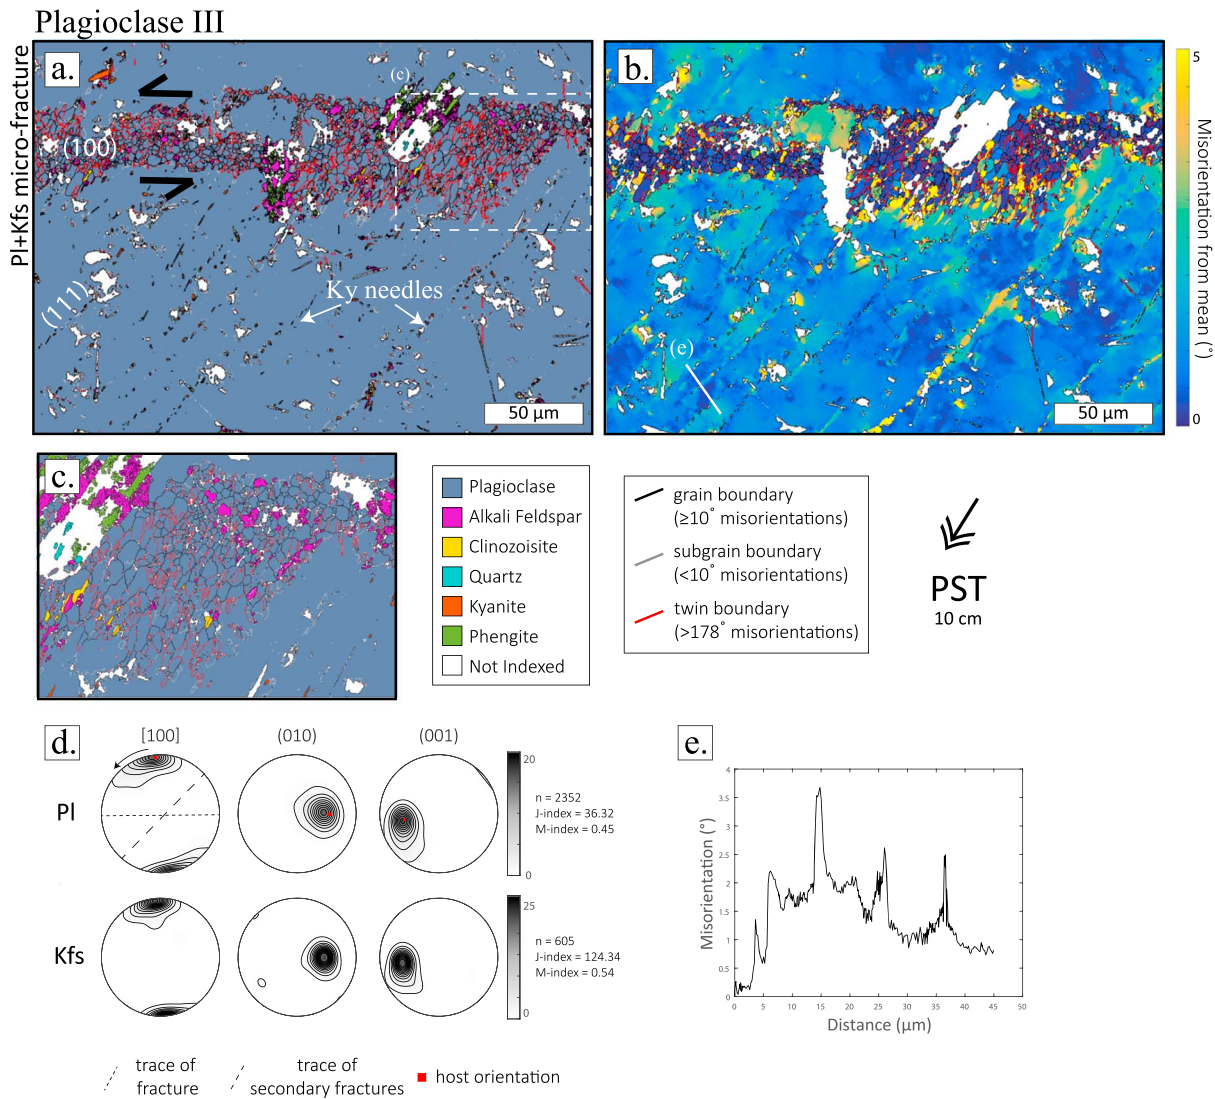 Plagioclase III
Pl+Kfs micro-fracture
a.
(c)
(100)
(111)
Ky needles
50 µm
b.
(e)
50 µm
5
0
Misorientation from mean (°)
c.
Plagioclase
Alkali Feldspar
Clinozoisite
Quartz
Kyanite
Phengite
Not Indexed
grain boundary
(≥10° misorientations)
subgrain boundary
(<10° misorientations)
twin boundary
(>178° misorientations)
PST
10 cm
d.
[100]
(010)
(001)
Pl
20
0
n = 2352
J-index = 36.32
M-index = 0.45
Kfs
25
0
n = 605
J-index = 124.34
M-index = 0.54
trace of
fracture
trace of
secondary fractures
host orientation
e.
Misorientation (°)
4
3.5
3
2.5
2
1.5
1
0.5
0
0 5 10 15 20 25 30 35 40 45 50
Distance (µm)